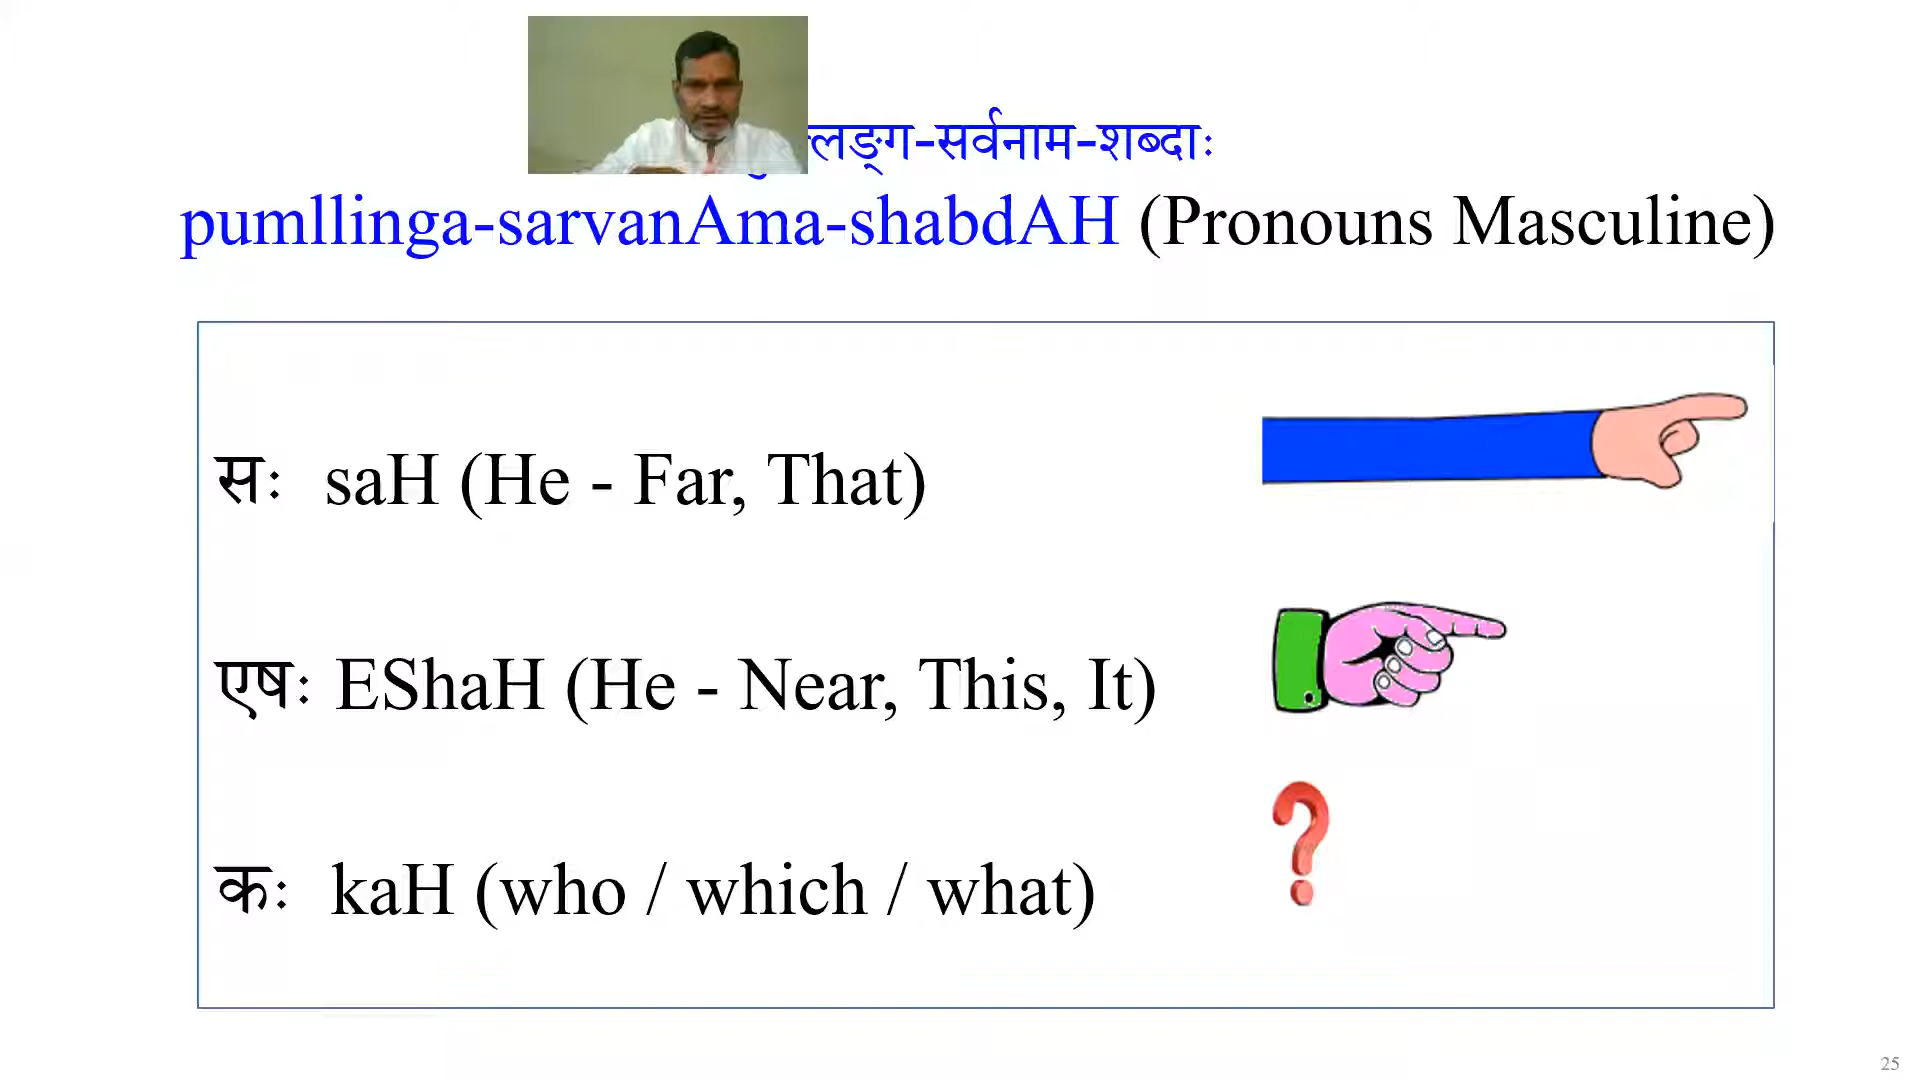 -सर्वनाम-शब्दाः
pumllinga-sarvanAma-shabdAH (Pronouns Masculine)
सः saH (He - Far, That)
एषः EShaH (He - Near, This, It)
कः kaH (who / which / what)
25